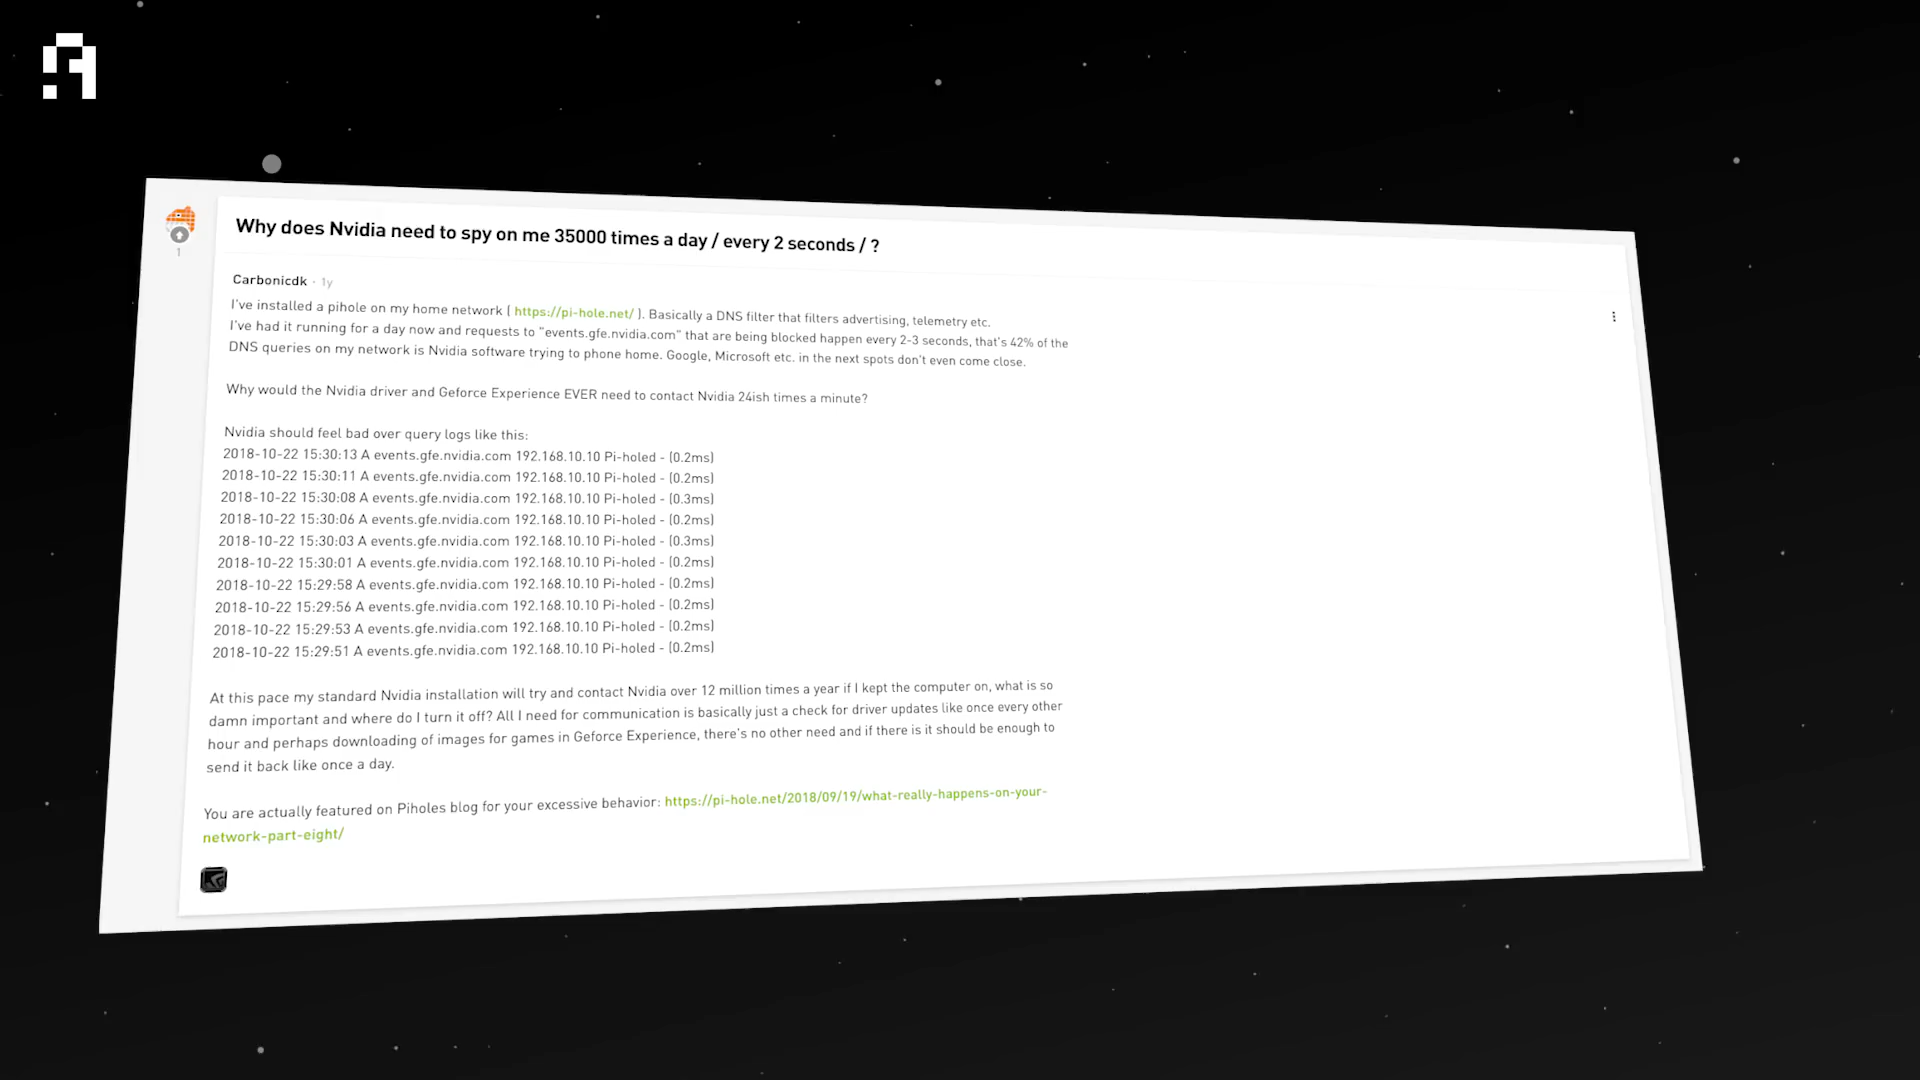 Why does Nvidia need to spy on me 35000 times a day / every 2 seconds / ?
1
Carbonicdk · 1y
I've installed a pihole on my home network ( https://pi-hole.net/ ). Basically a DNS filter that filters advertising, telemetry etc.
I've had it running for a day now and requests to "events.gfe.nvidia.com" that are being blocked happen every 2-3 seconds, that's 42% of the
DNS queries on my network is Nvidia software trying to phone home. Google, Microsoft etc. in the next spots don't even come close.
Why would the Nvidia driver and Geforce Experience EVER need to contact Nvidia 24ish times a minute?
Nvidia should feel bad over query logs like this:
2018-10-22 15:30:13 A events.gfe.nvidia.com 192.168.10.10 Pi-holed - (0.2ms)
2018-10-22 15:30:11 A events.gfe.nvidia.com 192.168.10.10 Pi-holed - (0.2ms)
2018-10-22 15:30:08 A events.gfe.nvidia.com 192.168.10.10 Pi-holed - (0.3ms)
2018-10-22 15:30:06 A events.gfe.nvidia.com 192.168.10.10 Pi-holed - (0.2ms)
2018-10-22 15:30:03 A events.gfe.nvidia.com 192.168.10.10 Pi-holed - (0.3ms)
2018-10-22 15:30:01 A events.gfe.nvidia.com 192.168.10.10 Pi-holed - (0.2ms)
2018-10-22 15:29:58 A events.gfe.nvidia.com 192.168.10.10 Pi-holed - (0.2ms)
2018-10-22 15:29:56 A events.gfe.nvidia.com 192.168.10.10 Pi-holed - (0.2ms)
2018-10-22 15:29:53 A events.gfe.nvidia.com 192.168.10.10 Pi-holed - (0.2ms)
2018-10-22 15:29:51 A events.gfe.nvidia.com 192.168.10.10 Pi-holed - (0.2ms)
At this pace my standard Nvidia installation will try and contact Nvidia over 12 million times a year if I kept the computer on, what is so
damn important and where do I turn it off? All I need for communication is basically just a check for driver updates like once every other
hour and perhaps downloading of images for games in Geforce Experience, there's no other need and if there is it should be enough to
send it back like once a day.
You are actually featured on Piholes blog for your excessive behavior: https://pi-hole.net/2018/09/19/what-really-happens-on-your-
network-part-eight/